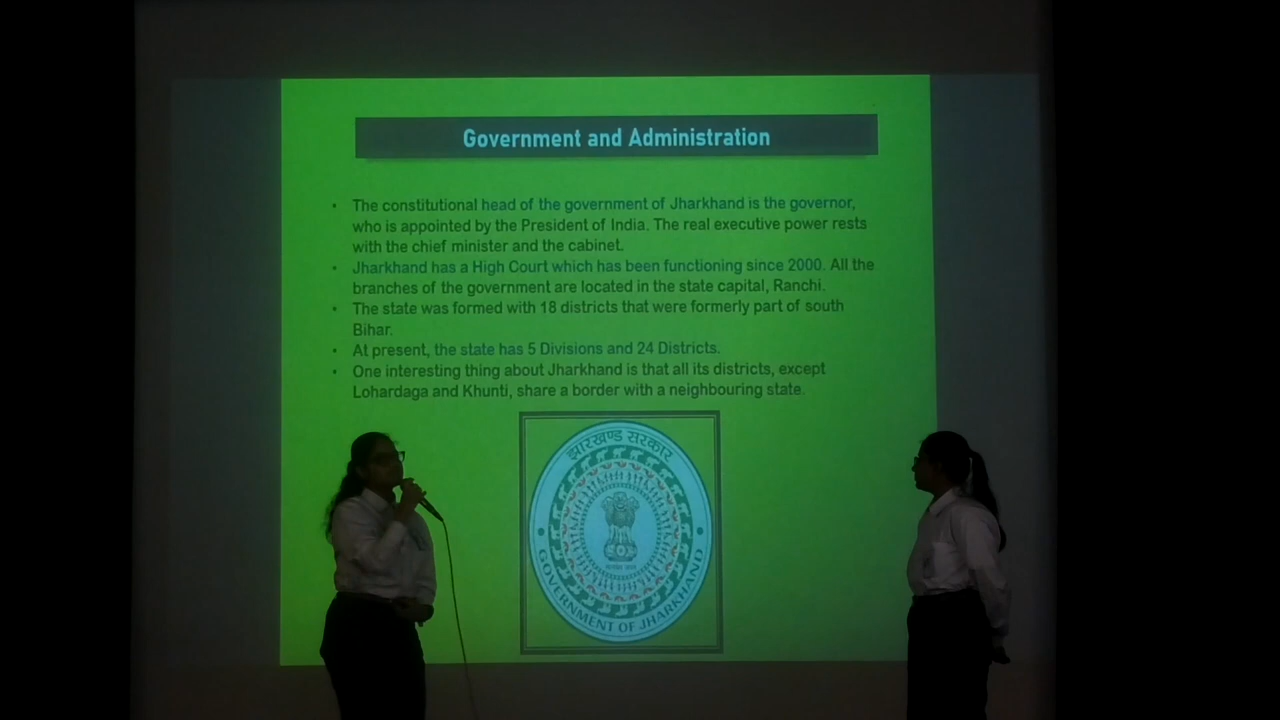 Government and Administration
• The constitutional head of the government of Jharkhand is the governor,
who is appointed by the President of India. The real executive power rests
with the chief minister and the cabinet.
• Jharkhand has a High Court which has been functioning since 2000. All the
branches of the government are located in the state capital, Ranchi.
• The state was formed with 18 districts that were formerly part of south
Bihar.
• At present, the state has 5 Divisions and 24 Districts.
• One interesting thing about Jharkhand is that all its districts, except
Lohardaga and Khunti, share a border with a neighbouring state.
झारखण्ड सरकार
GOVERNMENT OF JHARKHAND